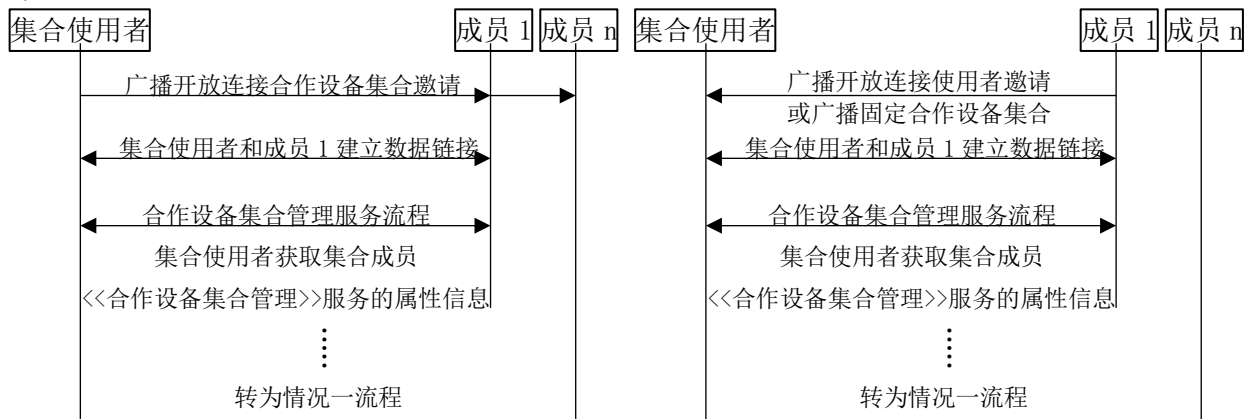 集合使用者 成员 1 成员 n
广播开放连接合作设备集合邀请
集合使用者和成员 1 建立数据链接
合作设备集合管理服务流程
集合使用者获取集合成员
<<合作设备集合管理>>服务的属性信息
转为情况一流程
集合使用者 成员 1 成员 n
广播开放连接使用者邀请
或广播固定合作设备集合
集合使用者和成员 1 建立数据链接
合作设备集合管理服务流程
集合使用者获取集合成员
<<合作设备集合管理>>服务的属性信息
转为情况一流程